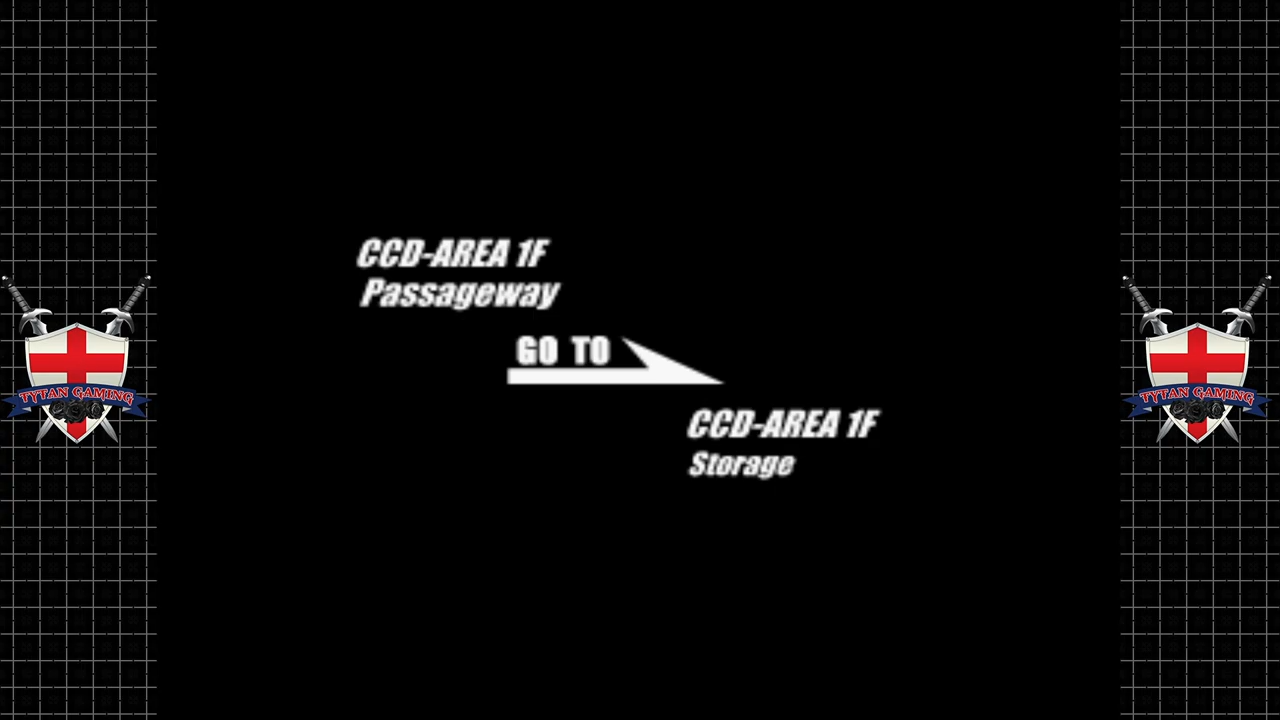 CCD-AREA 1F
Passageway
GO TO
CCD-AREA 1F
Storage
TYTAN GAMING
TYTAN GAMING